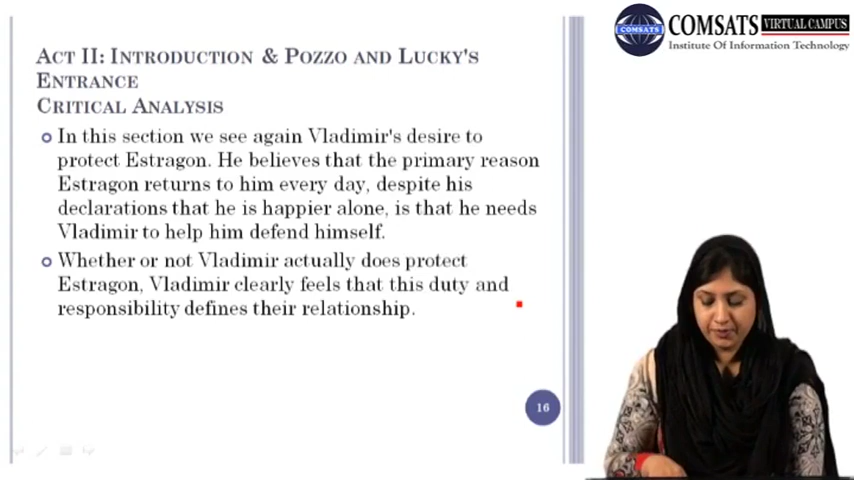 ACT II: INTRODUCTION & POZZO AND LUCKY'S
ENTRANCE
CRITICAL ANALYSIS
In this section we see again Vladimir's desire to
protect Estragon. He believes that the primary reason
Estragon returns to him every day, despite his
declarations that he is happier alone, is that he needs
Vladimir to help him defend himself.
Whether or not Vladimir actually does protect
Estragon, Vladimir clearly feels that this duty and
responsibility defines their relationship.
16
COMSATS
COMSATS VIRTUAL CAMPUS
Institute Of Information Technology